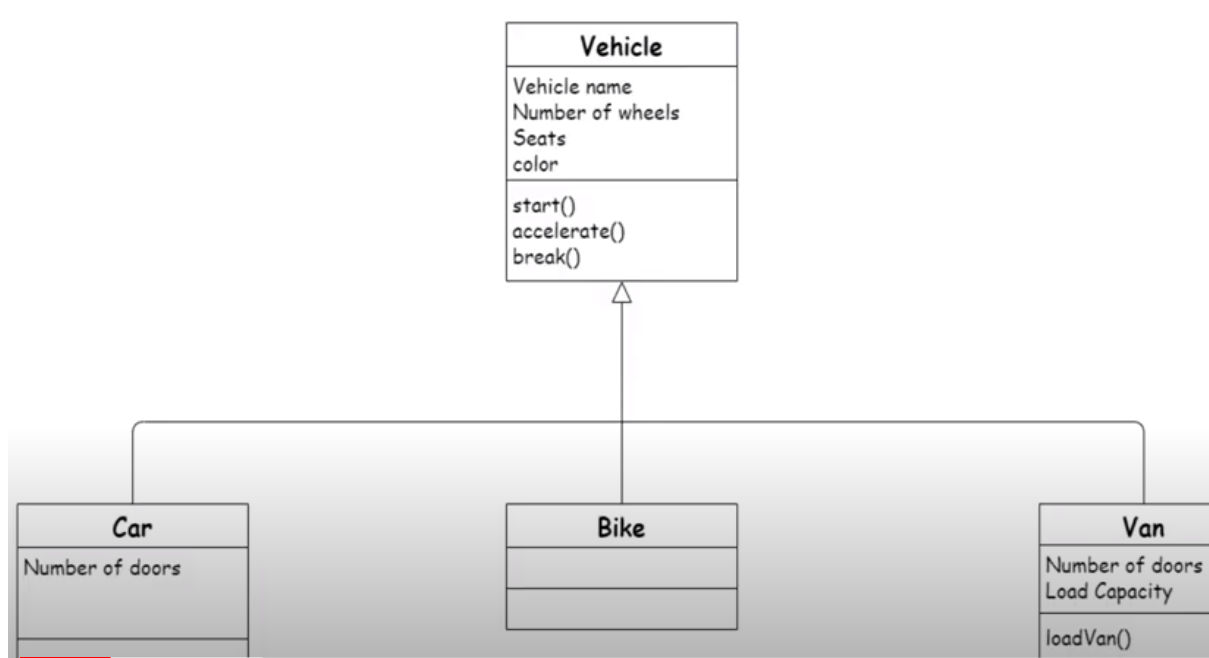 Vehicle
Vehicle name
Number of wheels
Seats
color
start()
accelerate()
break()
Car
Number of doors
Bike
Van
Number of doors
Load Capacity
loadVan()